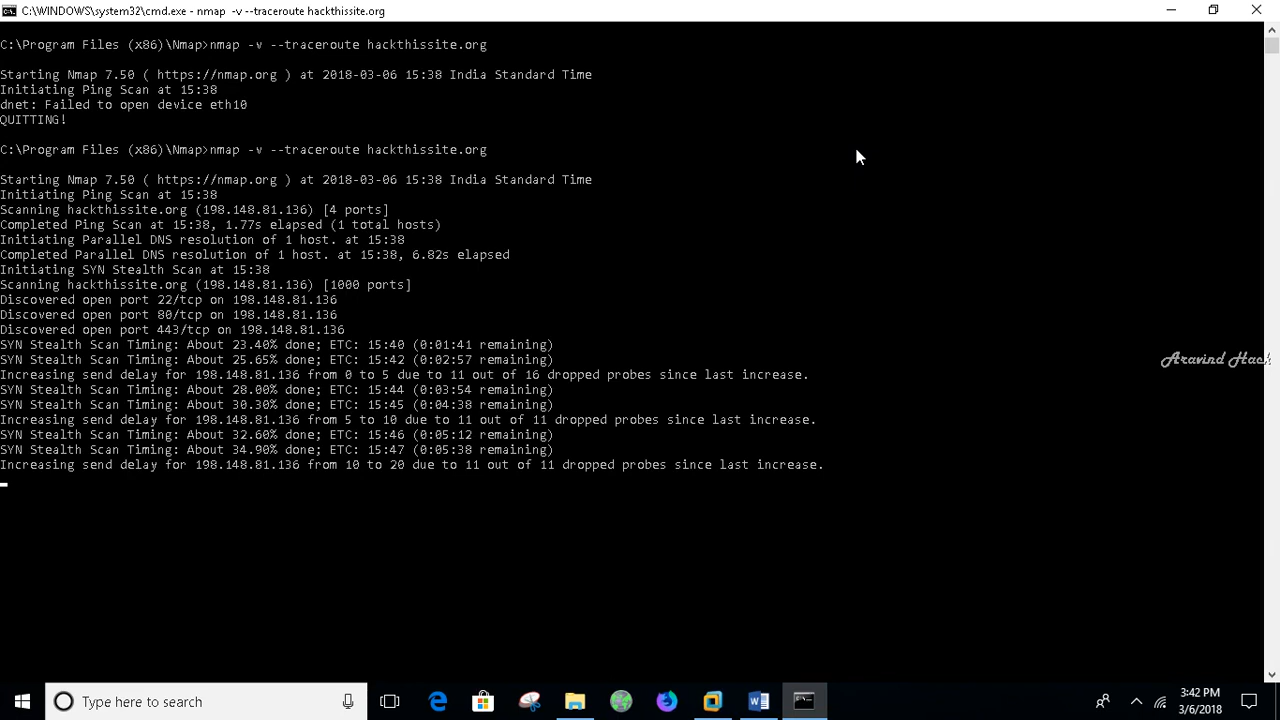 C:\WINDOWS\system32\cmd.exe - nmap -v --traceroute hackthissite.org
C:\Program Files (x86)\Nmap>nmap -v --traceroute hackthissite.org
Starting Nmap 7.50 ( https://nmap.org ) at 2018-03-06 15:38 India Standard Time
Initiating Ping Scan at 15:38
dnet: Failed to open device eth10
QUITTING!
C:\Program Files (x86)\Nmap>nmap -v --traceroute hackthissite.org
Starting Nmap 7.50 ( https://nmap.org ) at 2018-03-06 15:38 India Standard Time
Initiating Ping Scan at 15:38
Scanning hackthissite.org (198.148.81.136) [4 ports]
Completed Ping Scan at 15:38, 1.77s elapsed (1 total hosts)
Initiating Parallel DNS resolution of 1 host. at 15:38
Completed Parallel DNS resolution of 1 host. at 15:38, 6.82s elapsed
Initiating SYN Stealth Scan at 15:38
Scanning hackthissite.org (198.148.81.136) [1000 ports]
Discovered open port 22/tcp on 198.148.81.136
Discovered open port 80/tcp on 198.148.81.136
Discovered open port 443/tcp on 198.148.81.136
SYN Stealth Scan Timing: About 23.40% done; ETC: 15:40 (0:01:41 remaining)
SYN Stealth Scan Timing: About 25.65% done; ETC: 15:42 (0:02:57 remaining)
Increasing send delay for 198.148.81.136 from 0 to 5 due to 11 out of 16 dropped probes since last increase.
SYN Stealth Scan Timing: About 28.00% done; ETC: 15:44 (0:03:54 remaining)
SYN Stealth Scan Timing: About 30.30% done; ETC: 15:45 (0:04:38 remaining)
Increasing send delay for 198.148.81.136 from 5 to 10 due to 11 out of 11 dropped probes since last increase.
SYN Stealth Scan Timing: About 32.60% done; ETC: 15:46 (0:05:12 remaining)
SYN Stealth Scan Timing: About 34.90% done; ETC: 15:47 (0:05:38 remaining)
Increasing send delay for 198.148.81.136 from 10 to 20 due to 11 out of 11 dropped probes since last increase.
Aravind Hack
Type here to search
3:42 PM
3/6/2018